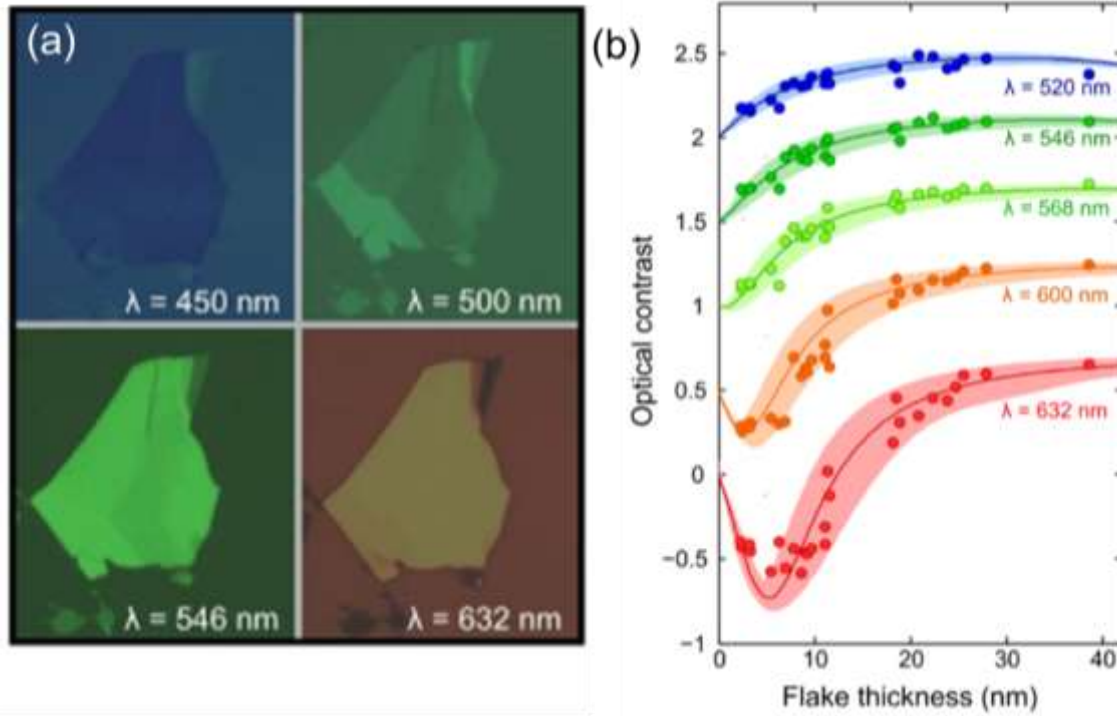 (a)
λ = 450 nm
λ = 500 nm
λ = 546 nm
λ = 632 nm
(b)
Optical contrast
2.5
2
1.5
1
0.5
0
−0.5
−1
λ = 520 nm
λ = 546 nm
λ = 568 nm
λ = 600 nm
λ = 632 nm
0 10 20 30 40
Flake thickness (nm)